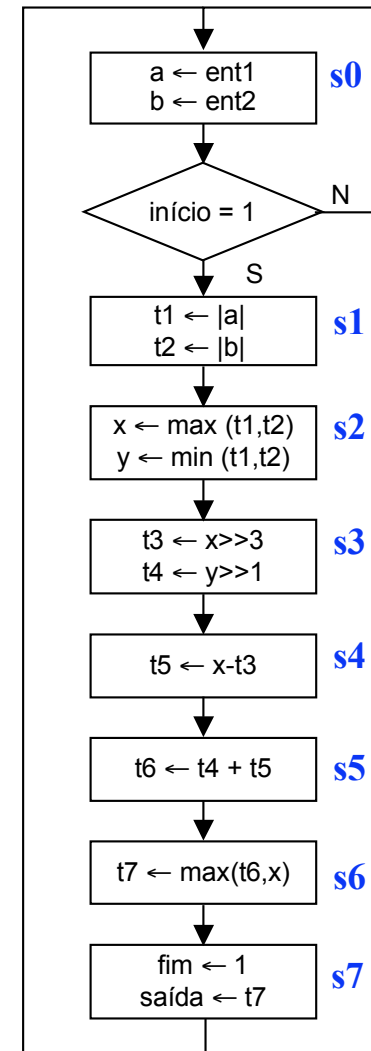 a ← ent1
b ← ent2
s0
início = 1
N
S
t1 ← |a|
t2 ← |b|
s1
x ← max (t1,t2)
y ← min (t1,t2)
s2
t3 ← x>>3
t4 ← y>>1
s3
t5 ← x-t3
s4
t6 ← t4 + t5
s5
t7 ← max(t6,x)
s6
fim ← 1
saída ← t7
s7